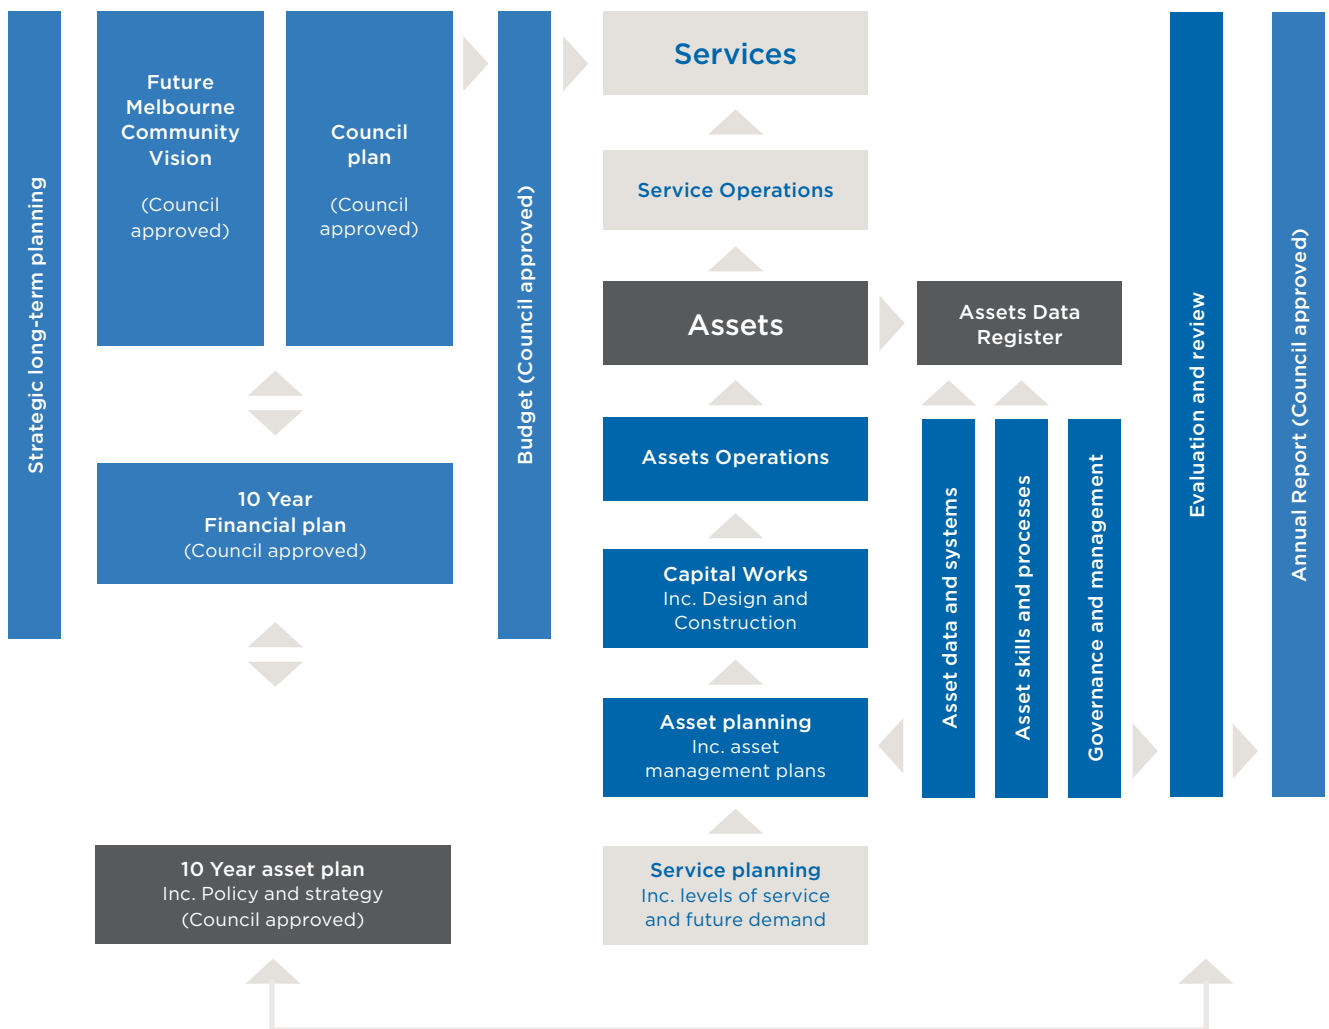 Strategic long-term planning
Future
Melbourne
Community
Vision
(Council
approved)
Council
plan
(Council
approved)
10 Year
Financial plan
(Council approved)
10 Year asset plan
Inc. Policy and strategy
(Council approved)
Budget (Council approved)
Services
Service Operations
Assets
Assets Data
Register
Assets Operations
Capital Works
Inc. Design and
Construction
Asset planning
Inc. asset
management plans
Service planning
Inc. levels of service
and future demand
Asset data and systems
Asset skills and processes
Governance and management
Evaluation and review
Annual Report (Council approved)